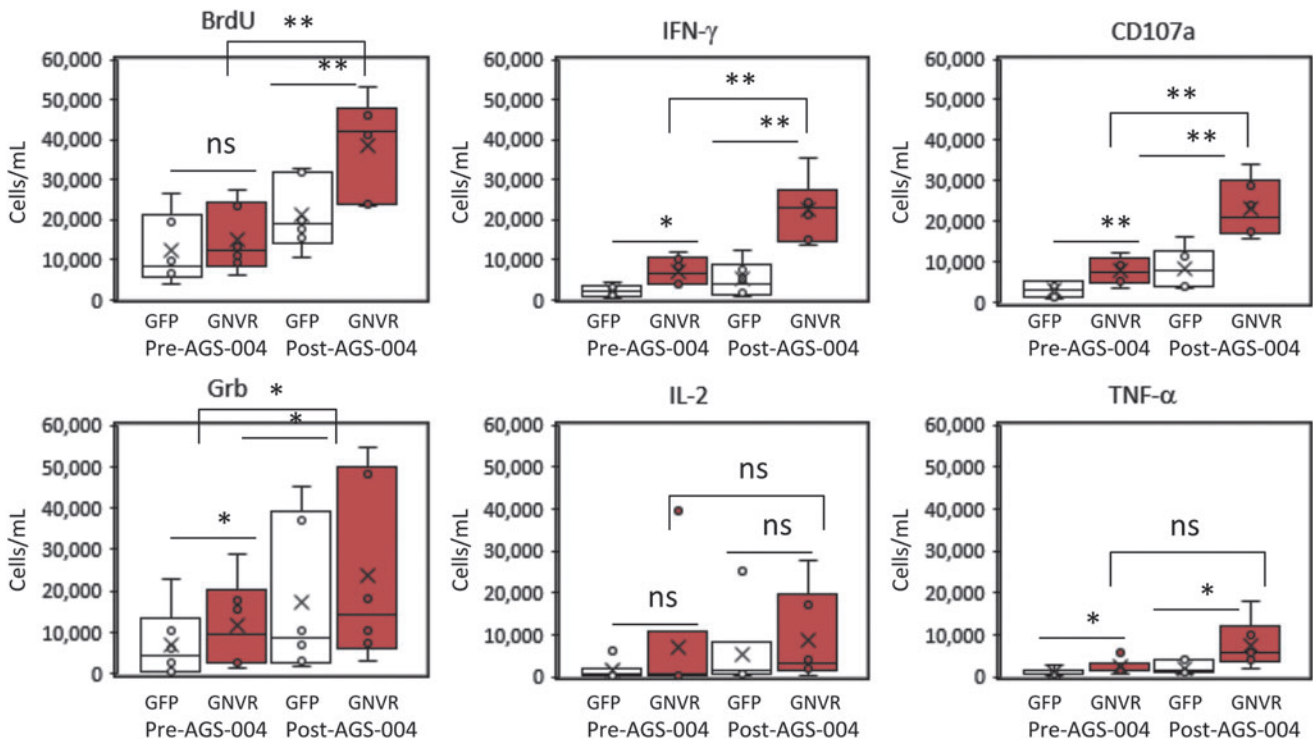 BrdU
**
60,000
50,000
40,000
30,000
20,000
10,000
0
Cells/mL
**
ns
GFP GNVR GFP GNVR
Pre-AGS-004 Post-AGS-004
IFN-γ
60,000
50,000
40,000
30,000
20,000
10,000
0
Cells/mL
**
**
*
GFP GNVR GFP GNVR
Pre-AGS-004 Post-AGS-004
CD107a
60,000
50,000
40,000
30,000
20,000
10,000
0
Cells/mL
**
**
**
GFP GNVR GFP GNVR
Pre-AGS-004 Post-AGS-004
Grb
*
60,000
50,000
40,000
30,000
20,000
10,000
0
Cells/mL
*
*
GFP GNVR GFP GNVR
Pre-AGS-004 Post-AGS-004
IL-2
60,000
50,000
40,000
30,000
20,000
10,000
0
Cells/mL
ns
ns
ns
GFP GNVR GFP GNVR
Pre-AGS-004 Post-AGS-004
TNF-α
60,000
50,000
40,000
30,000
20,000
10,000
0
Cells/mL
ns
*
*
GFP GNVR GFP GNVR
Pre-AGS-004 Post-AGS-004